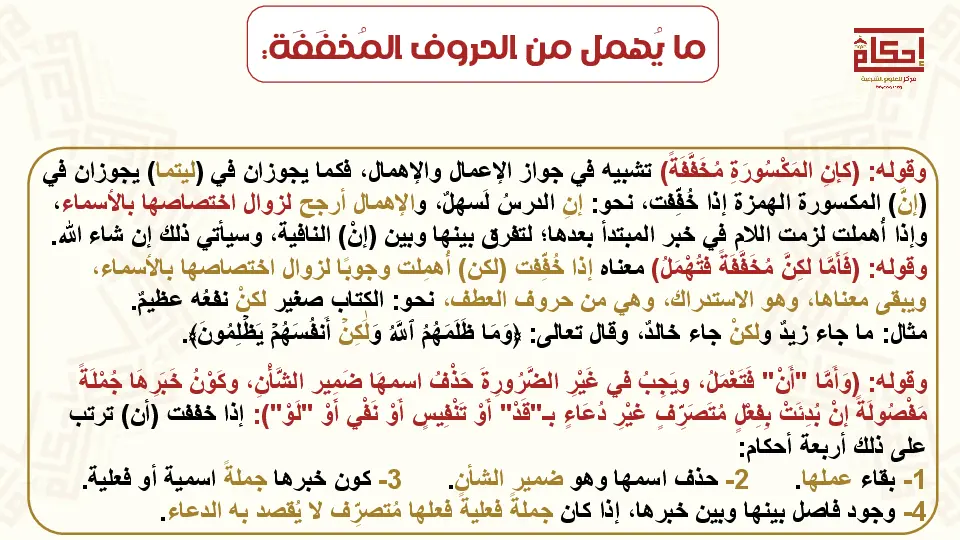 ما يُهمل من الحروف المُخفَفَة:
إحكام
مركز للعلوم الشرعية
وقوله: (كإنِ المَكْسُورَةِ مُخَفَّفَةً) تشبيه في جواز الإعمال والإهمال، فكما يجوزان في (ليتما) يجوزان في
(إنَّ) المكسورة الهمزة إذا خُفِّفت، نحو: إنِ الدرسُ لَسهلٌ، والإهمال أرجح لزوال اختصاصها بالأسماء،
وإذا أُهملت لزمت اللام في خبر المبتدأ بعدها؛ لتفرق بينها وبين (إنْ) النافية، وسيأتي ذلك إن شاء الله.
وقوله: (فَأَمَّا لكِنَّ مُخَفَّفَةً فَتُهْمَلُ) معناه إذا خُفِّفت (لكن) أُهمِلت وجوبًا لزوال اختصاصها بالأسماء،
ويبقى معناها، وهو الاستدراك، وهي من حروف العطف، نحو: الكتاب صغير لكنْ نفعُه عظيمٌ.
مثال: ما جاء زيدٌ ولكنْ جاء خالدٌ، وقال تعالى: ﴿وَمَا ظَلَمَهُمُ ٱللَّهُ وَلَٰكِنْ أَنفُسَهُمْ يَظْلِمُونَ﴾.
وقوله: (وَأَمَّا "أَنْ" فَتَعْمَلُ، ويَجِبُ في غَيْرِ الضَّرُورِةَ حَذْفُ اسمهَا ضَمِير الشَّأْنِ، وكَوْنُ خَبَرِهَا جُمْلَةً
مَفْصُولَةً إنْ بُدِئَتْ بِفِعْلٍ مُتَصَرِّفٍ غَيْرِ دُعَاءٍ بـ"قَدْ" أَوْ تَنْفِيسٍ أَوْ نَفْيٍ أَوْ "لَوْ"): إذا خففت (أن) ترتب
على ذلك أربعة أحكام:
1- بقاء عملها. 2- حذف اسمها وهو ضمير الشأن. 3- كون خبرها جملةً اسمية أو فعلية.
4- وجود فاصل بينها وبين خبرها، إذا كان جملةً فعليةً فعلها مُتصرِّف لا يُقصد به الدعاء.